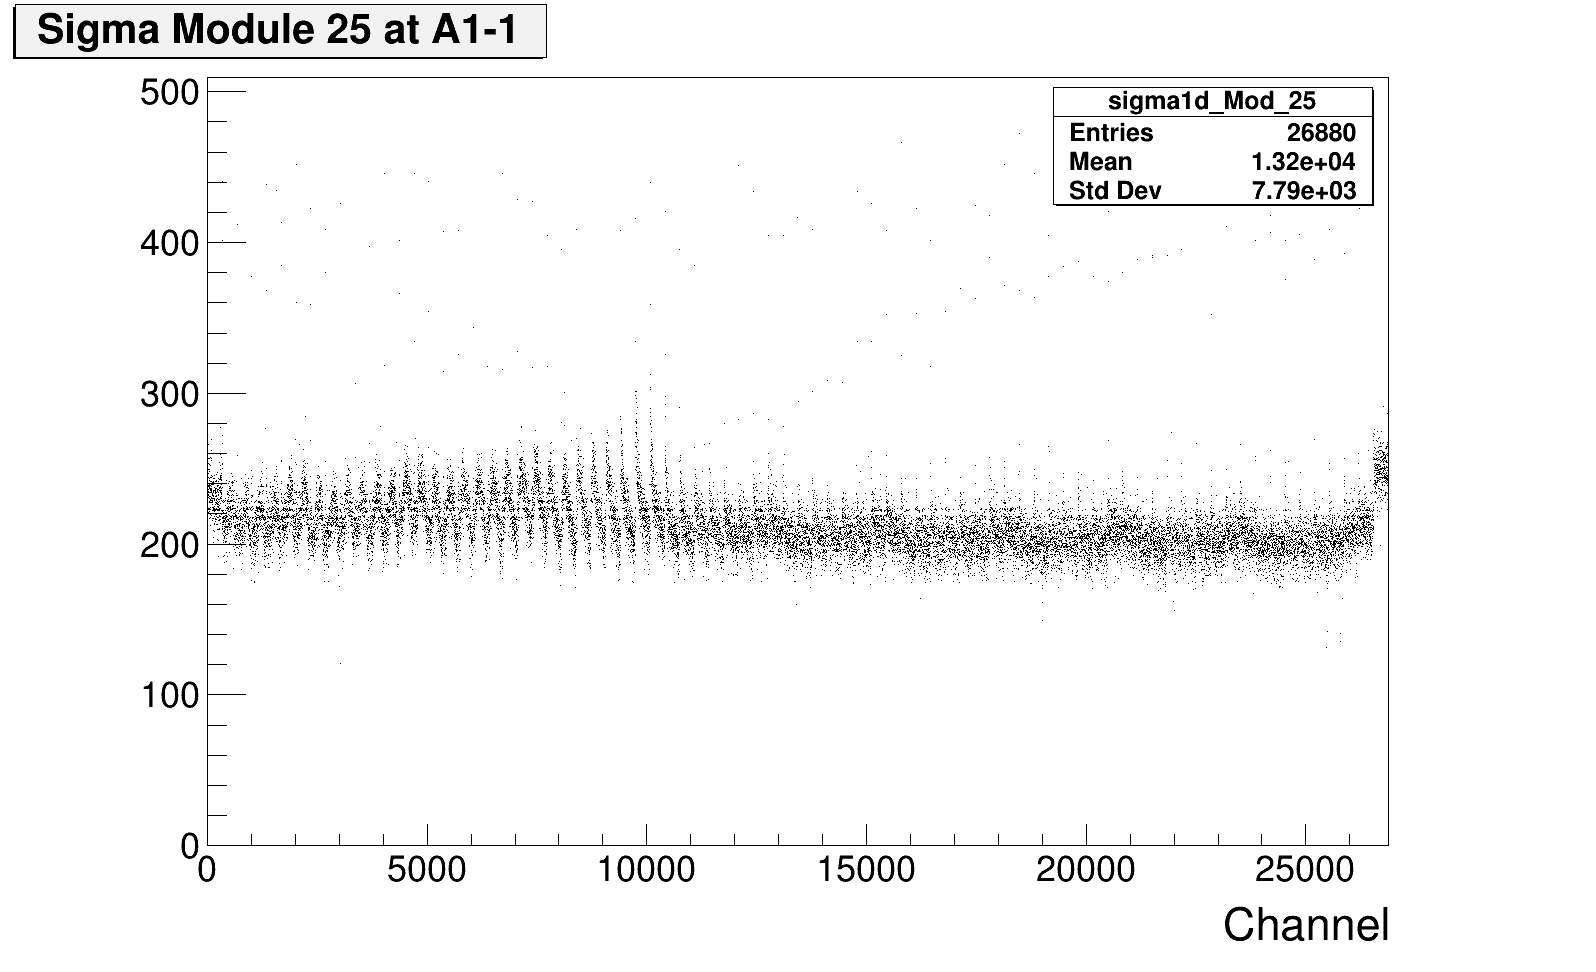 Sigma Module 25 at A1-1
sigma1d_Mod_25
Entries 26880
Mean 1.32e+04
Std Dev 7.79e+03
500
400
300
200
100
0
0 5000 10000 15000 20000 25000
Channel